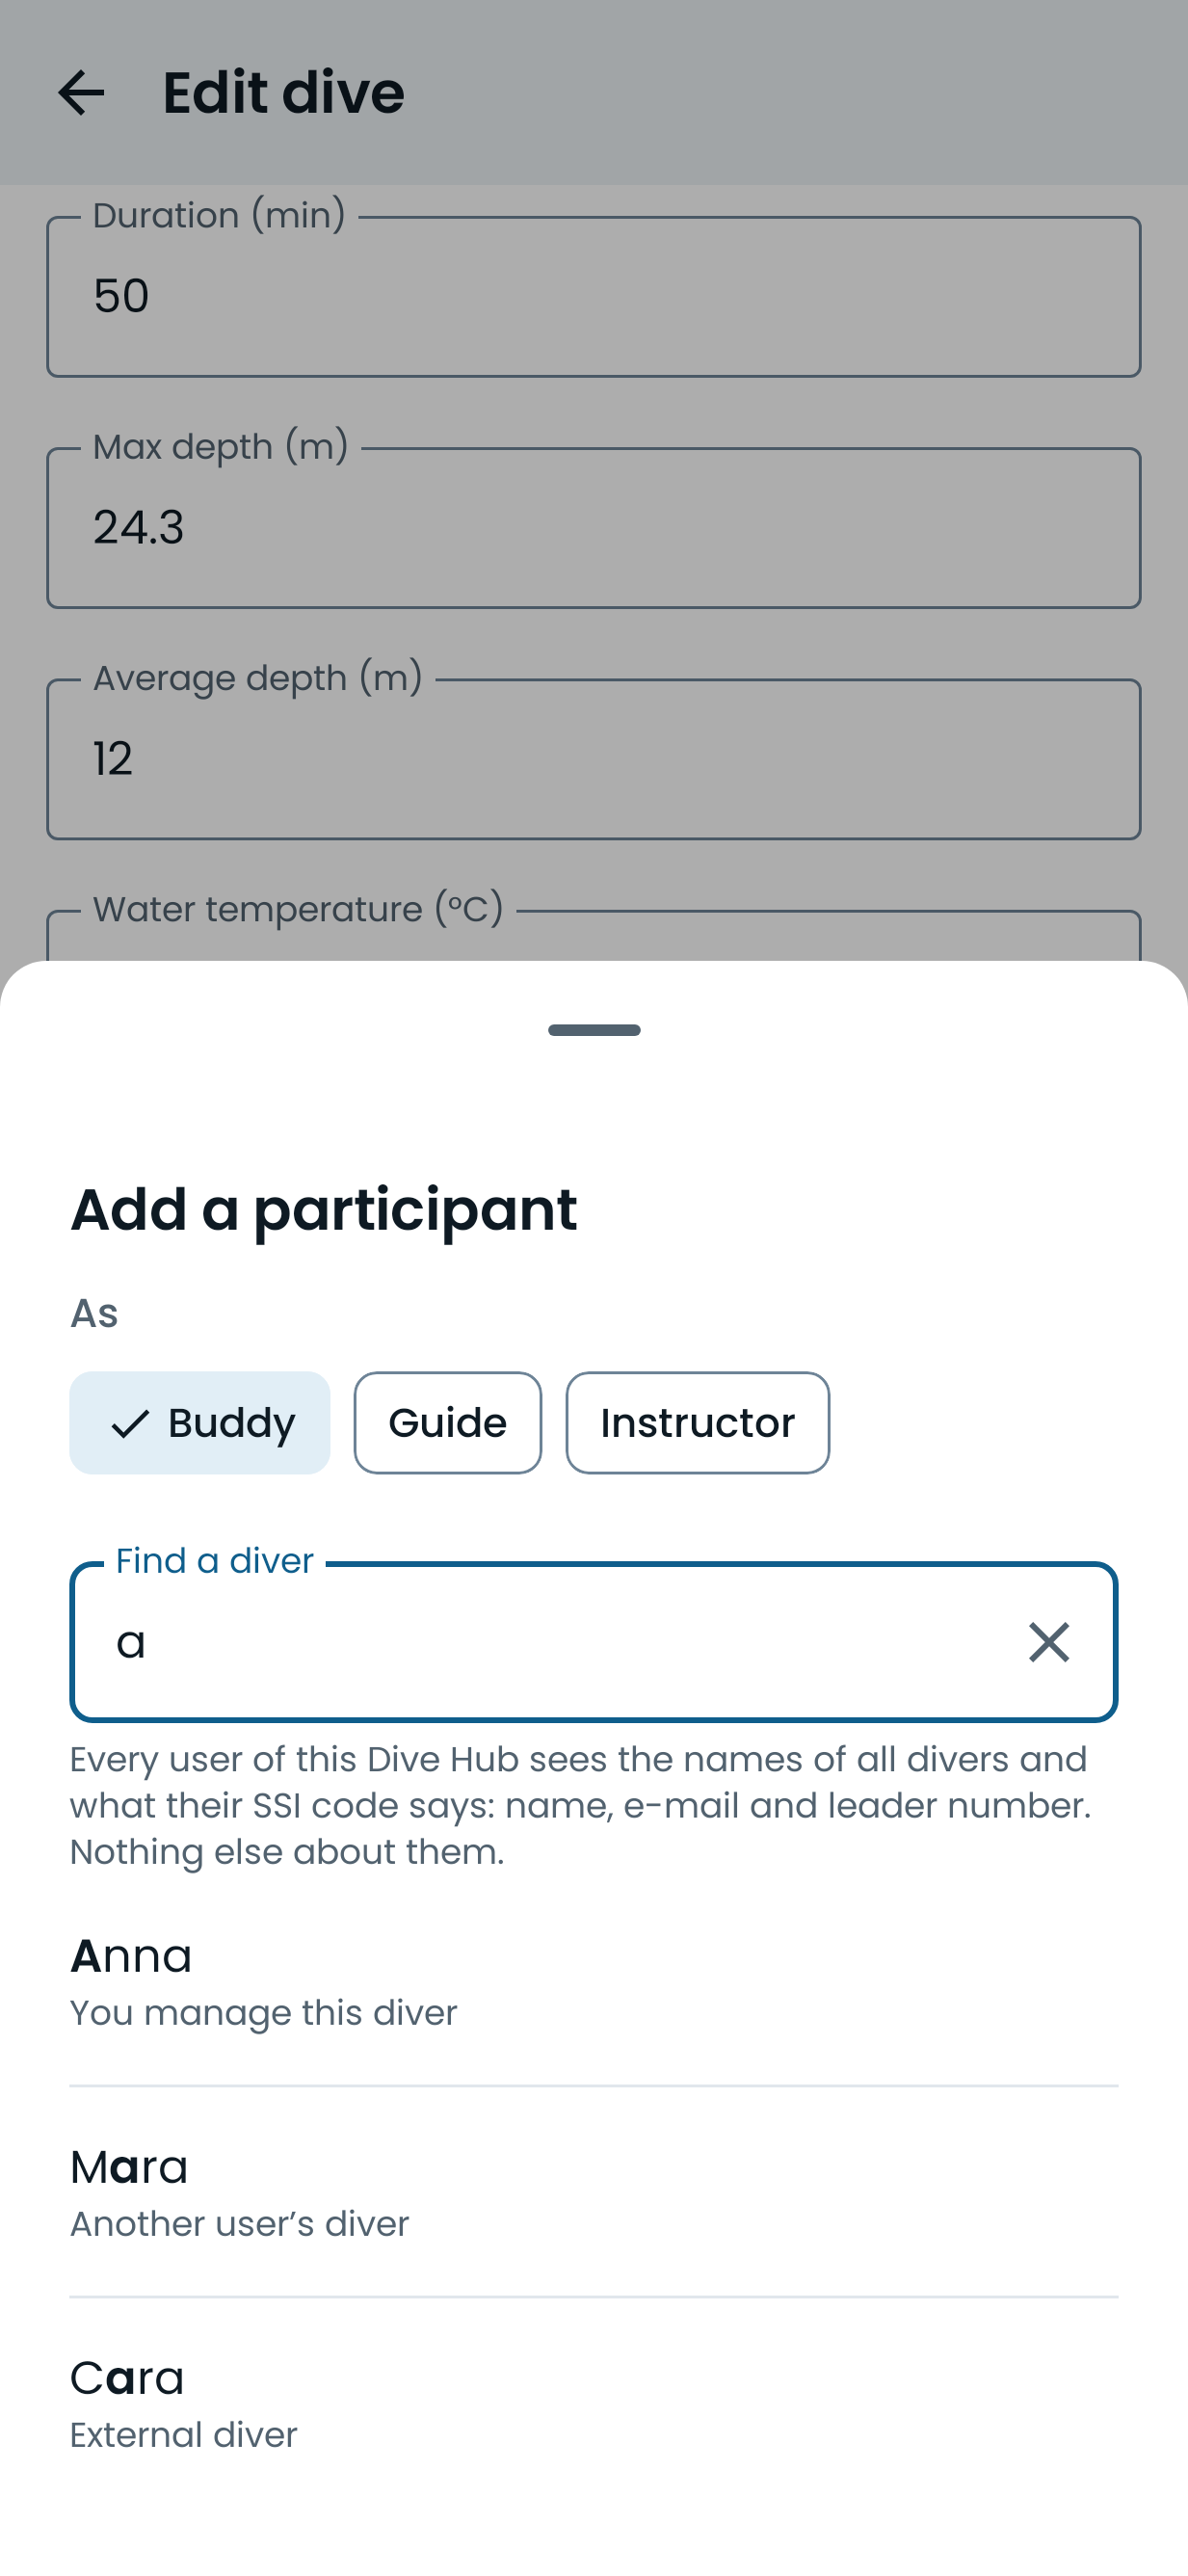 Edit dive
Duration (min)
50
Max depth (m)
24.3
Average depth (m)
12
Water temperature (°C)
Add a participant
As
Buddy
Guide
Instructor
Find a diver
a
Every user of this Dive Hub sees the names of all divers and
what their SSI code says: name, e-mail and leader number.
Nothing else about them.
Anna
You manage this diver
Mara
Another user’s diver
Cara
External diver